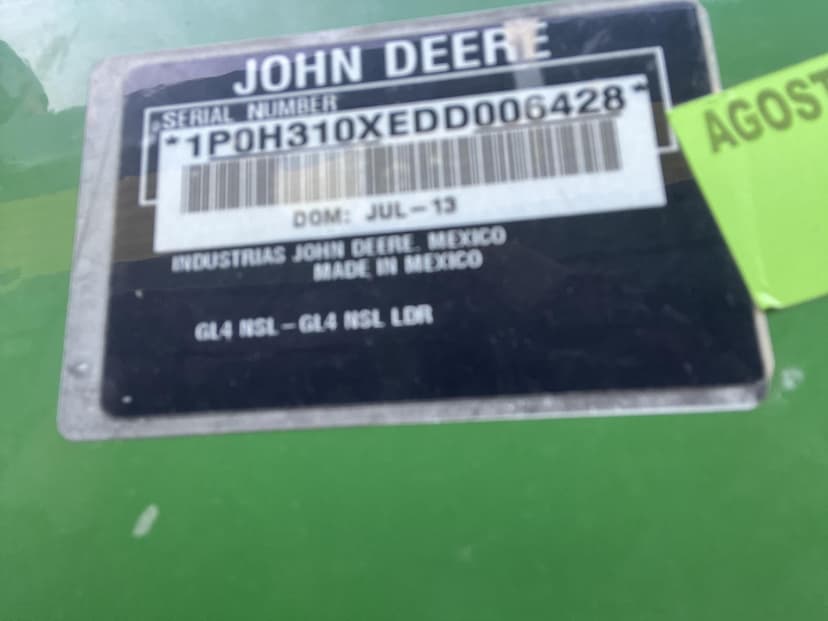 JOHN DEERE
SERIAL NUMBER
*1P0H310XEDD006428*
DOM: JUL-13
INDUSTRIAS JOHN DEERE. MEXICO
MADE IN MEXICO
GL4 NSL-GL4 NSL LDR
AGOST